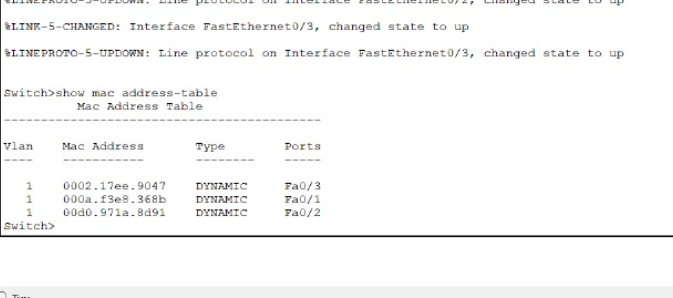 %LINEPROTO-5-UPDOWN: Line protocol on Interface FastEthernet0/2, changed state to up
%LINK-5-CHANGED: Interface FastEthernet0/3, changed state to up
%LINEPROTO-5-UPDOWN: Line protocol on Interface FastEthernet0/3, changed state to up
Switch>show mac address-table
Mac Address Table
-------------------------------------------
Vlan Mac Address Type Ports
---- ----------- -------- -----
1 0002.17ee.9047 DYNAMIC Fa0/3
1 000a.f3e8.368b DYNAMIC Fa0/1
1 00d0.971a.8d91 DYNAMIC Fa0/2
Switch>